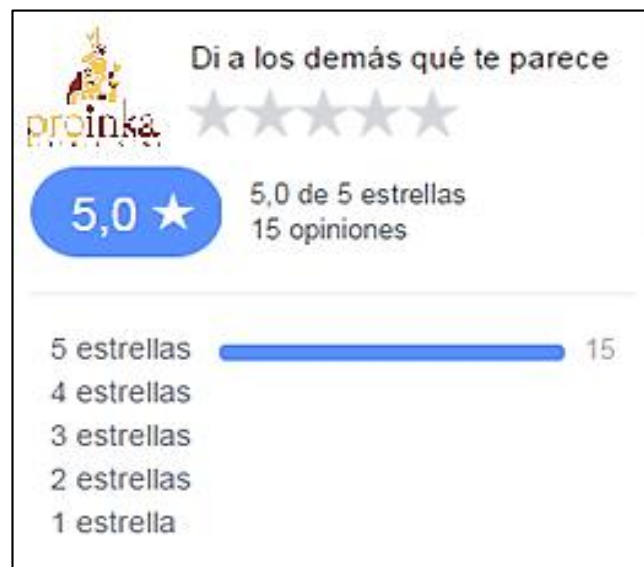 Di a los demás qué te parece
proinka
5,0
5,0 de 5 estrellas
15 opiniones
5 estrellas 15
4 estrellas
3 estrellas
2 estrellas
1 estrella